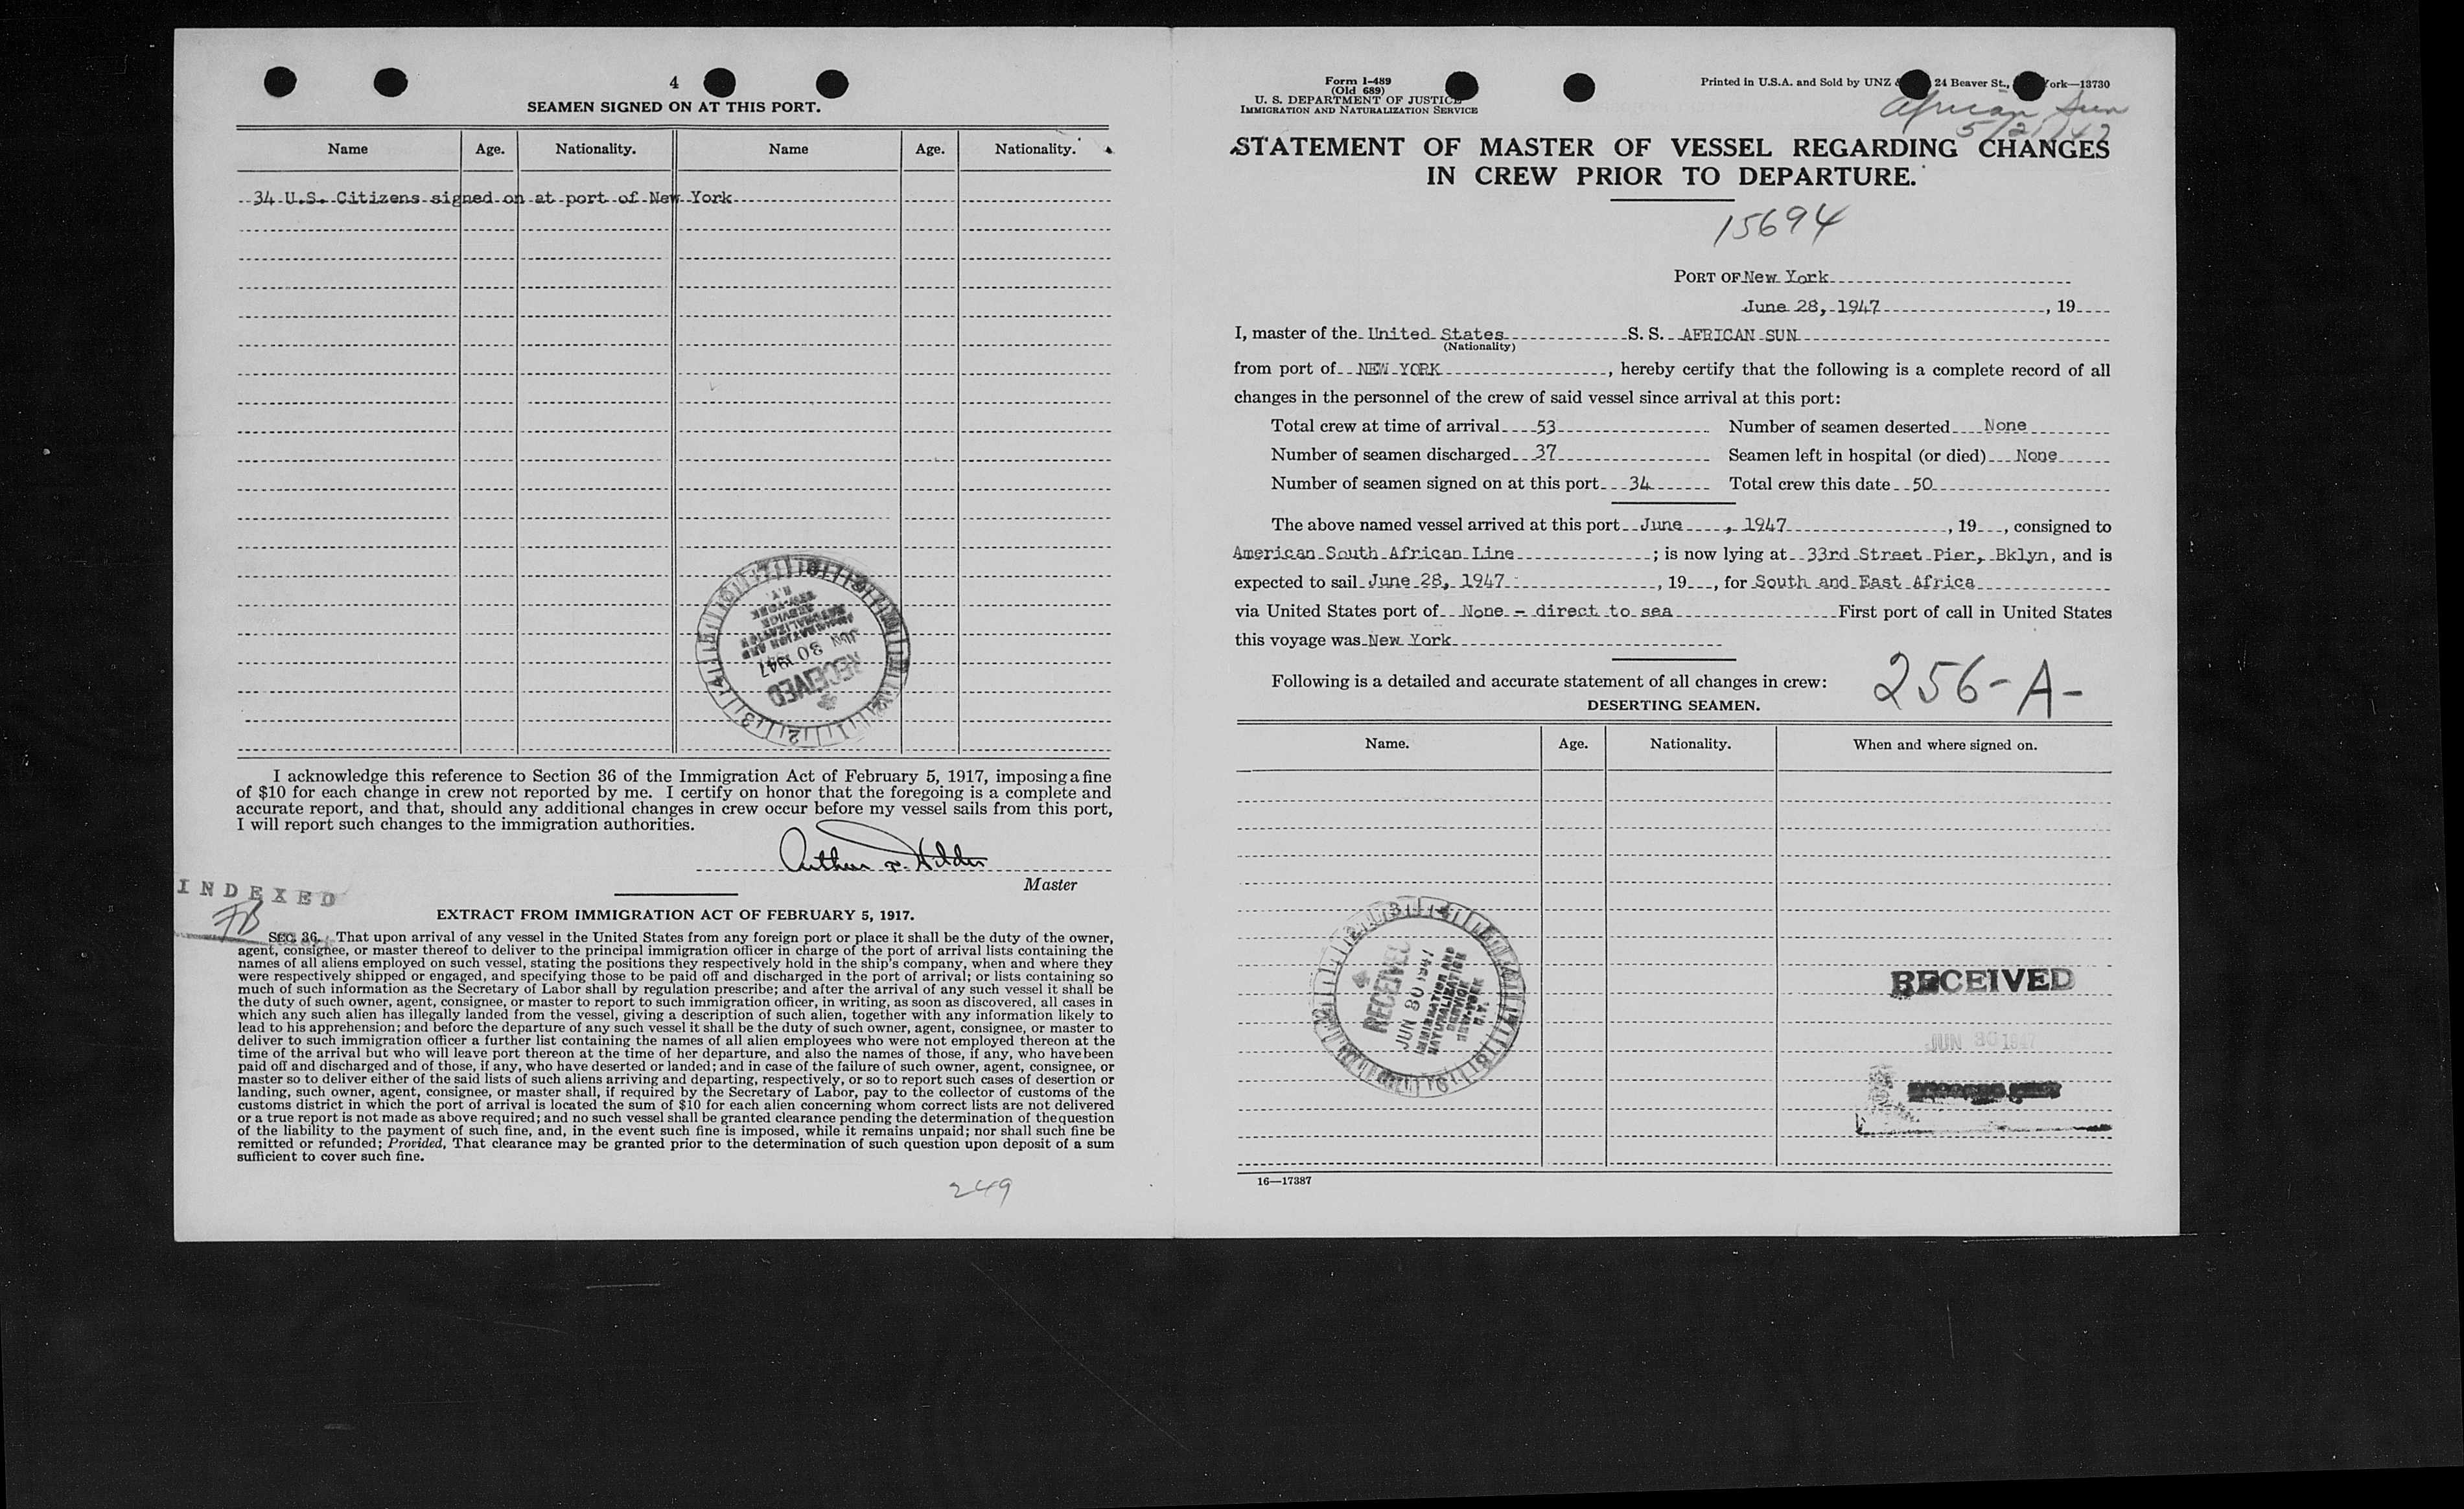 4
SEAMEN SIGNED ON AT THIS PORT.
Name Age. Nationality. Name Age. Nationality.
34 U.S. Citizens signed on at port of New York
RECEIVED
JUN 30 1947
IMMIGRATION AND
NATURALIZATION
SERVICE
NEW-YORK
N.Y.
I acknowledge this reference to Section 36 of the Immigration Act of February 5, 1917, imposing a fine
of $10 for each change in crew not reported by me. I certify on honor that the foregoing is a complete and
accurate report, and that, should any additional changes in crew occur before my vessel sails from this port,
I will report such changes to the immigration authorities.
Arthur
Master
INDEXED
FB
EXTRACT FROM IMMIGRATION ACT OF FEBRUARY 5, 1917.
SEC. 36. That upon arrival of any vessel in the United States from any foreign port or place it shall be the duty of the owner,
agent, consignee, or master thereof to deliver to the principal immigration officer in charge of the port of arrival lists containing the
names of all aliens employed on such vessel, stating the positions they respectively hold in the ship's company, when and where they
were respectively shipped or engaged, and specifying those to be paid off and discharged in the port of arrival; or lists containing so
much of such information as the Secretary of Labor shall by regulation prescribe; and after the arrival of any such vessel it shall be
the duty of such owner, agent, consignee, or master to report to such immigration officer, in writing, as soon as discovered, all cases in
which any such alien has illegally landed from the vessel, giving a description of such alien, together with any information likely to
lead to his apprehension; and before the departure of any such vessel it shall be the duty of such owner, agent, consignee, or master to
deliver to such immigration officer a further list containing the names of all alien employees who were not employed thereon at the
time of the arrival but who will leave port thereon at the time of her departure, and also the names of those, if any, who have been
paid off and discharged and of those, if any, who have deserted or landed; and in case of the failure of such owner, agent, consignee, or
master so to deliver either of the said lists of such aliens arriving and departing, respectively, or so to report such cases of desertion or
landing, such owner, agent, consignee, or master shall, if required by the Secretary of Labor, pay to the collector of customs of the
customs district in which the port of arrival is located the sum of $10 for each alien concerning whom correct lists are not delivered
or a true report is not made as above required; and no such vessel shall be granted clearance pending the determination of the question
of the liability to the payment of such fine, and, in the event such fine is imposed, while it remains unpaid; nor shall such fine be
remitted or refunded; Provided, That clearance may be granted prior to the determination of such question upon deposit of a sum
sufficient to cover such fine.
249
Form I-489
(Old 689)
U. S. DEPARTMENT OF JUSTICE
IMMIGRATION AND NATURALIZATION SERVICE
Printed in U.S.A. and Sold by UNZ & 24 Beaver St., York—13730
African Sun
STATEMENT OF MASTER OF VESSEL REGARDING CHANGES
IN CREW PRIOR TO DEPARTURE.
15694
PORT OF New York
June 28, 1947, 19
I, master of the United States S. S. AFRICAN SUN
(Nationality)
from port of NEW YORK, hereby certify that the following is a complete record of all
changes in the personnel of the crew of said vessel since arrival at this port:
Total crew at time of arrival 53 Number of seamen deserted None
Number of seamen discharged 37 Seamen left in hospital (or died) None
Number of seamen signed on at this port 34 Total crew this date 50
The above named vessel arrived at this port June , 1947, 19, consigned to
American South African Line; is now lying at 33rd Street Pier, Bklyn, and is
expected to sail June 28, 1947, 19, for South and East Africa
via United States port of None - direct to sea First port of call in United States
this voyage was New York
Following is a detailed and accurate statement of all changes in crew:
256-A-
DESERTING SEAMEN.
Name. Age. Nationality. When and where signed on.
RECEIVED
JUN 30 1947
IMMIGRATION AND
NATURALIZATION
SERVICE
NEW-YORK
N.Y.
RECEIVED
JUN 30 1947
16—17387